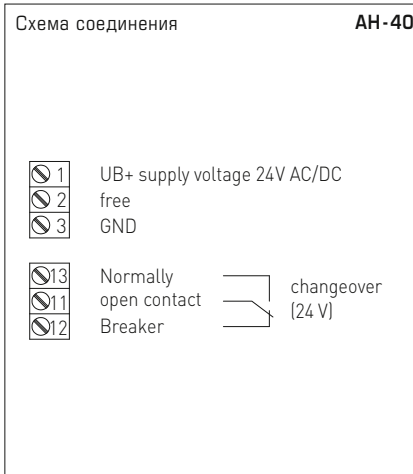 Схема соединения AH-40
1 UB+ supply voltage 24V AC/DC
2 free
3 GND
13 Normally
11 open contact
12 Breaker
changeover
(24 V)